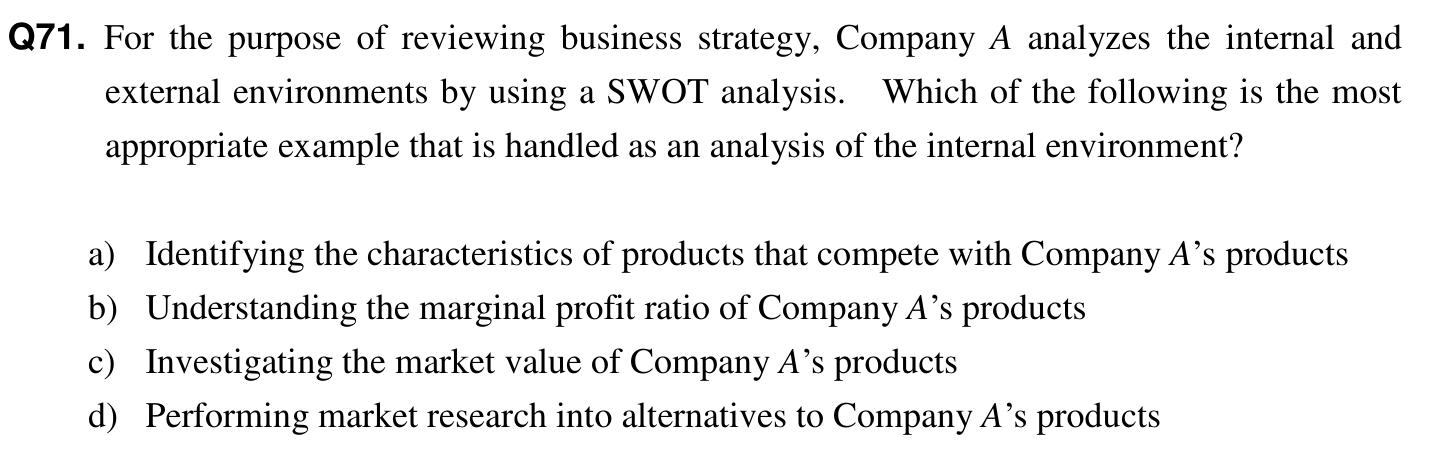 Q71. For the purpose of reviewing business strategy, Company A analyzes the internal and
external environments by using a SWOT analysis. Which of the following is the most
appropriate example that is handled as an analysis of the internal environment?
a) Identifying the characteristics of products that compete with Company A’s products
b) Understanding the marginal profit ratio of Company A’s products
c) Investigating the market value of Company A’s products
d) Performing market research into alternatives to Company A’s products